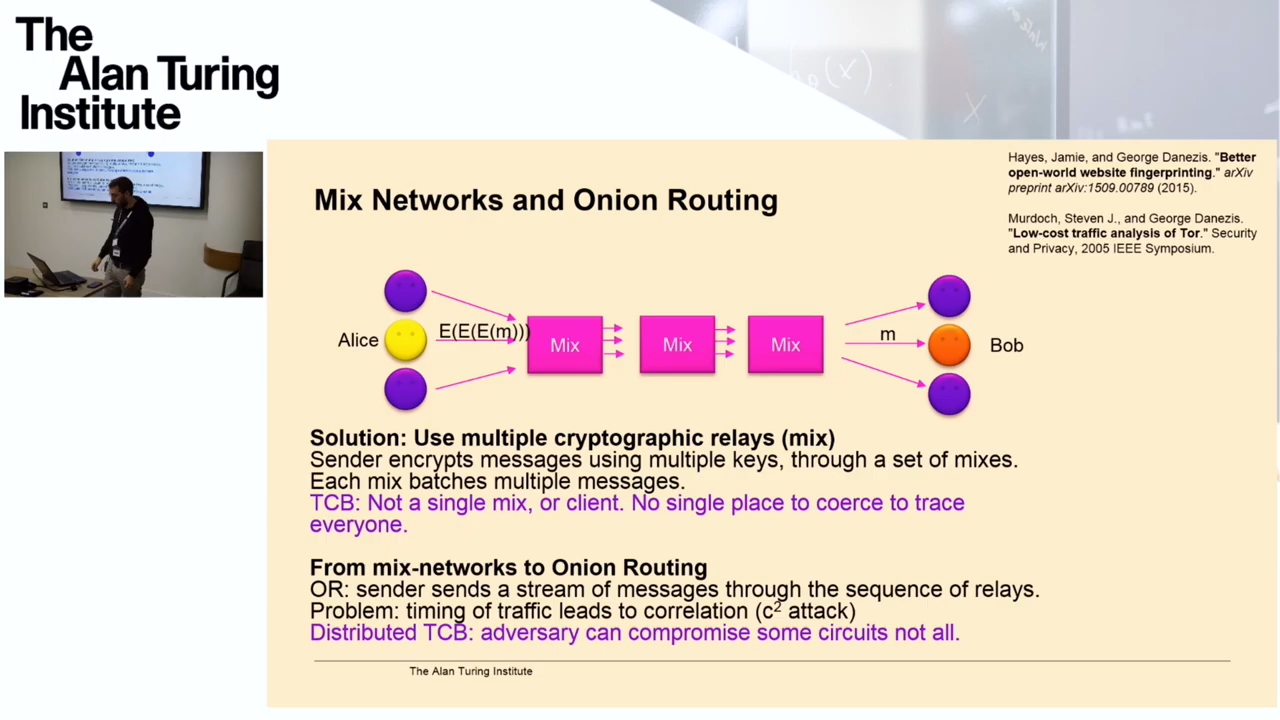 The
Alan Turing
Institute
Hayes, Jamie, and George Danezis. "Better
open-world website fingerprinting." arXiv
preprint arXiv:1509.00789 (2015).
Murdoch, Steven J., and George Danezis.
"Low-cost traffic analysis of Tor." Security
and Privacy, 2005 IEEE Symposium.
Mix Networks and Onion Routing
Alice
E(E(E(m)))
Mix
Mix
Mix
m
Bob
Solution: Use multiple cryptographic relays (mix)
Sender encrypts messages using multiple keys, through a set of mixes.
Each mix batches multiple messages.
TCB: Not a single mix, or client. No single place to coerce to trace
everyone.
From mix-networks to Onion Routing
OR: sender sends a stream of messages through the sequence of relays.
Problem: timing of traffic leads to correlation (c² attack)
Distributed TCB: adversary can compromise some circuits not all.
The Alan Turing Institute